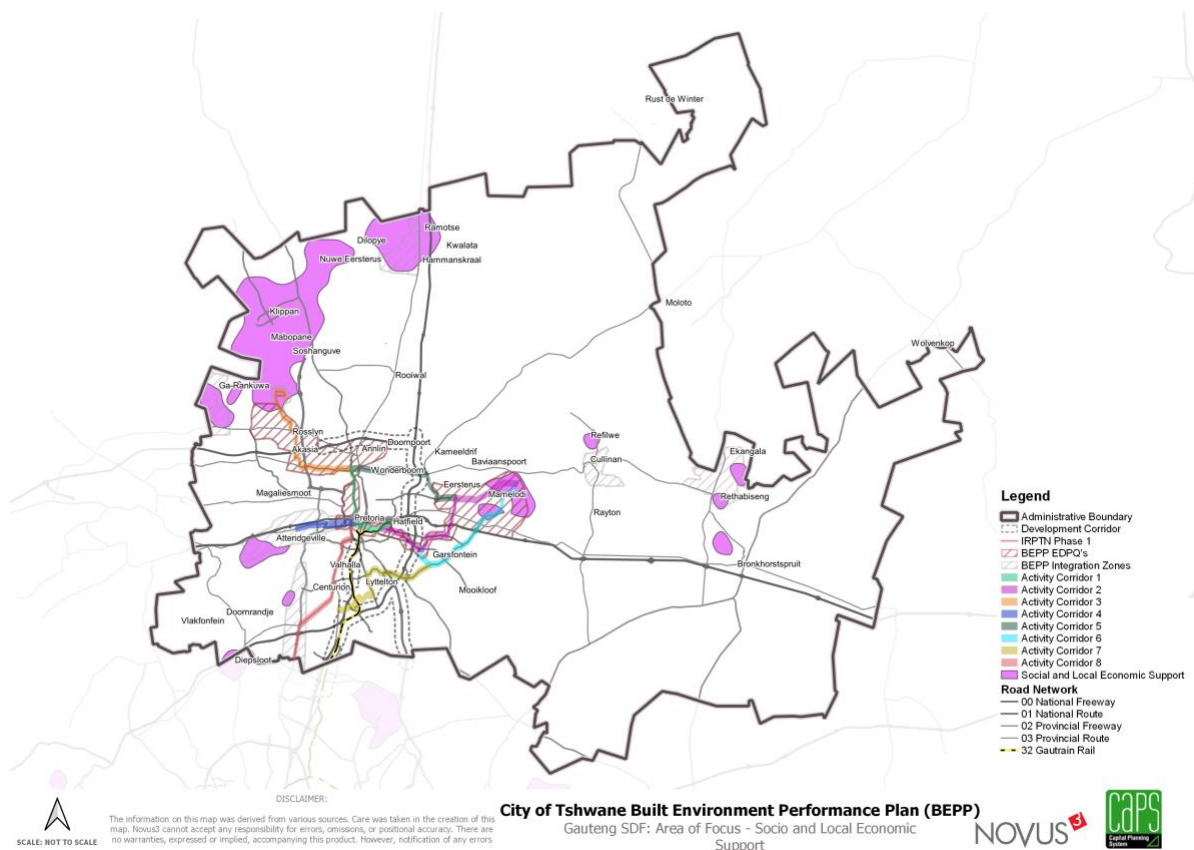 Rust de Winter
Ramotse
Dilopye
Kwalata
Nuwe Eersterus
Hammanskraal
Moloto
Klippan
Mabopane
Wolvenkop
Soshanguve
Rooiwal
Ga-Rankuwa
Rosslyn
Refilwe
Doornpoort
Akasia
Annlin
Kameeldrif
Ekangala
Cullinan
Baviaanspoort
Wonderboom
Eersterus
Magaliesmoot
Mamelodi
Rethabiseng
Rayton
Pretoria
Hatfield
Atteridgeville
Garsfontein
Valhalla
Bronkhorstspruit
Lyttelton
Centurion
Mooikloof
Doornrandje
Vlakfonfein
Diepsloot
Legend
Administrative Boundary
Development Corridor
IRPTN Phase 1
BEPP EDPQ's
BEPP Integration Zones
Activity Corridor 1
Activity Corridor 2
Activity Corridor 3
Activity Corridor 4
Activity Corridor 5
Activity Corridor 6
Activity Corridor 7
Activity Corridor 8
Social and Local Economic Support
Road Network
00 National Freeway
01 National Route
02 Provincial Freeway
03 Provincial Route
32 Gautrain Rail
SCALE: NOT TO SCALE
DISCLAIMER:
The information on this map was derived from various sources. Care was taken in the creation of this
map. Novus3 cannot accept any responsibility for errors, omissions, or positional accuracy. There are
no warranties, expressed or implied, accompanying this product. However, notification of any errors
City of Tshwane Built Environment Performance Plan (BEPP)
Gauteng SDF: Area of Focus - Socio and Local Economic
Support
NOVUS3
CAPS
Capital Planning
System